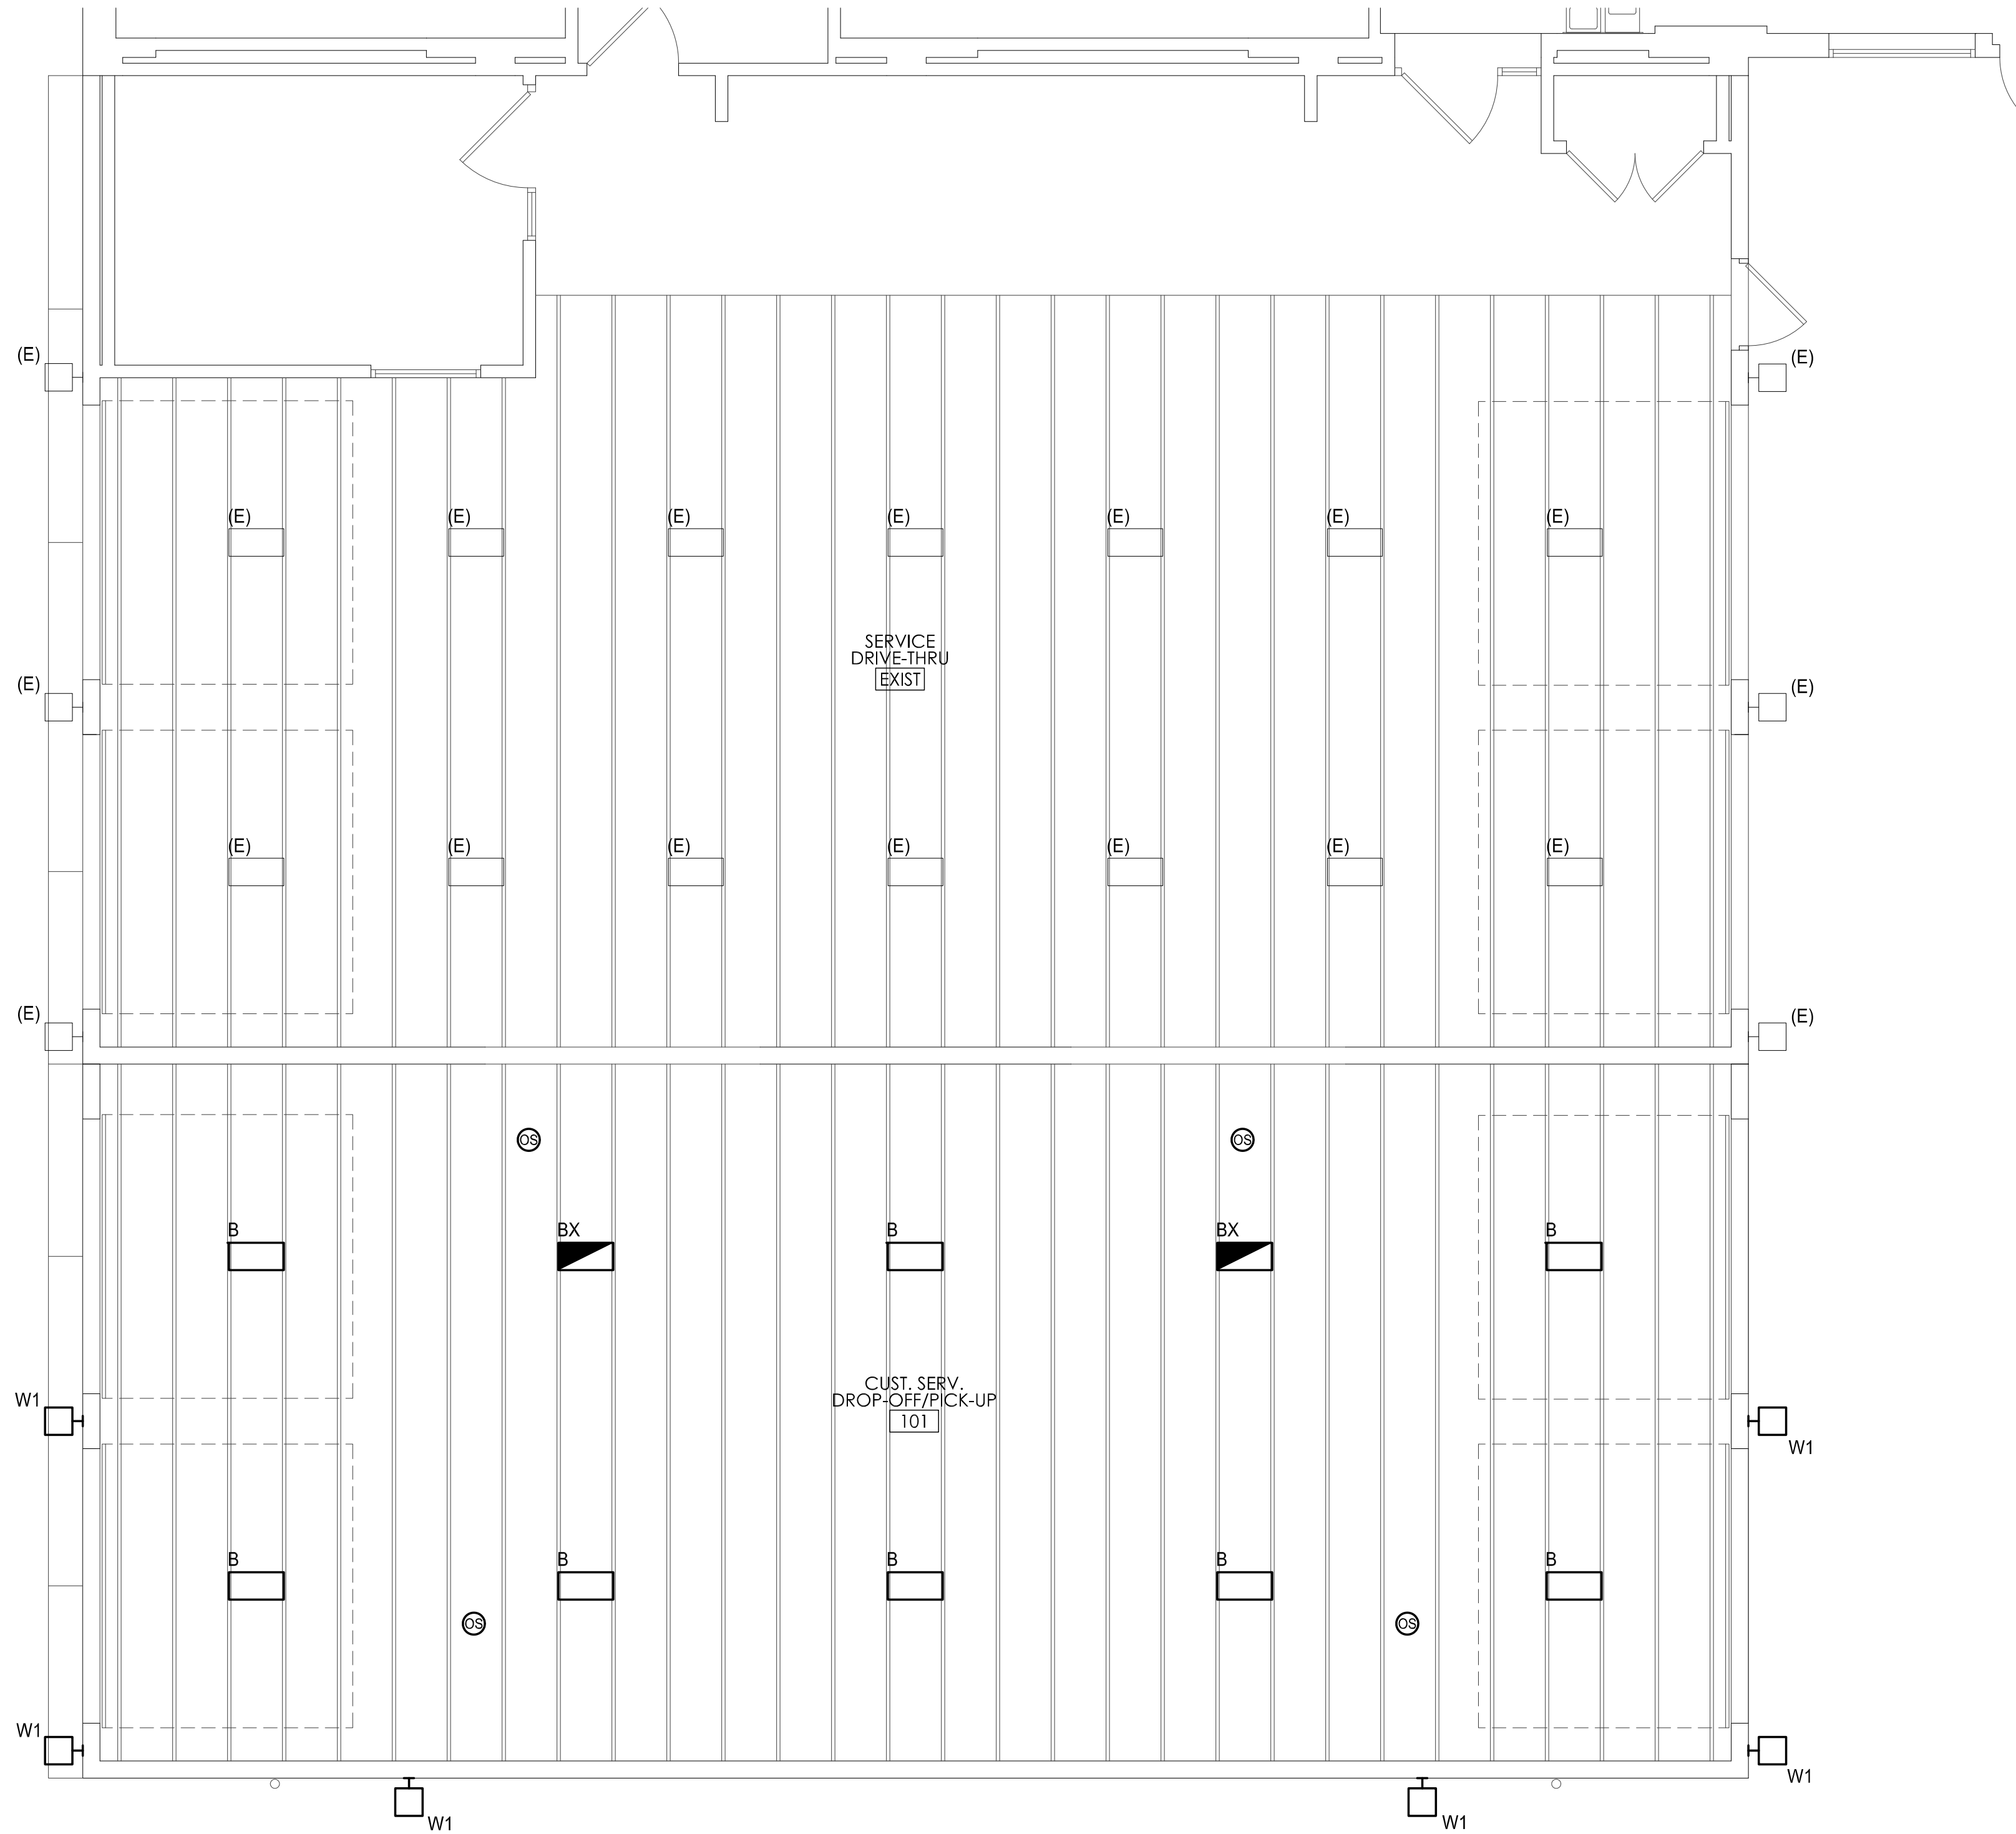 (E)
(E)
(E) (E) (E) (E) (E) (E) (E)
SERVICE
DRIVE-THRU
EXIST
(E)
(E)
(E) (E) (E) (E) (E) (E) (E)
(E)
(E)
OS
OS
B BX B BX B
CUST. SERV.
DROP-OFF/PICK-UP
101
W1
W1
B B B B B
OS
OS
W1
W1
W1
W1